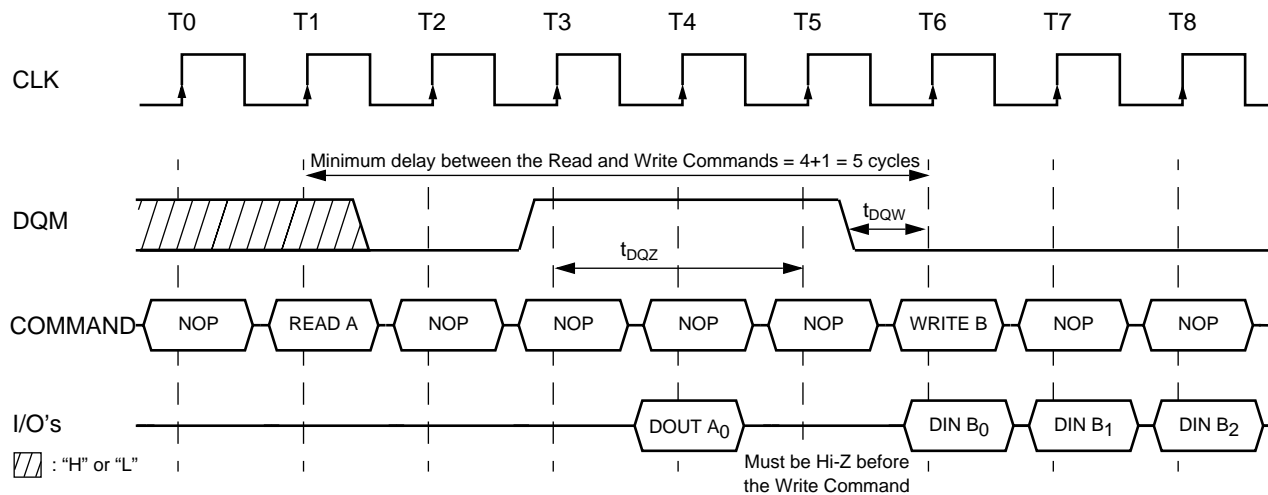 T0 T1 T2 T3 T4 T5 T6 T7 T8
CLK
Minimum delay between the Read and Write Commands = 4+1 = 5 cycles
DQM
tDQW
tDQZ
COMMAND NOP READ A NOP NOP NOP NOP WRITE B NOP NOP
I/O's DOUT A0 DIN B0 DIN B1 DIN B2
: “H” or “L”
Must be Hi-Z before
the Write Command